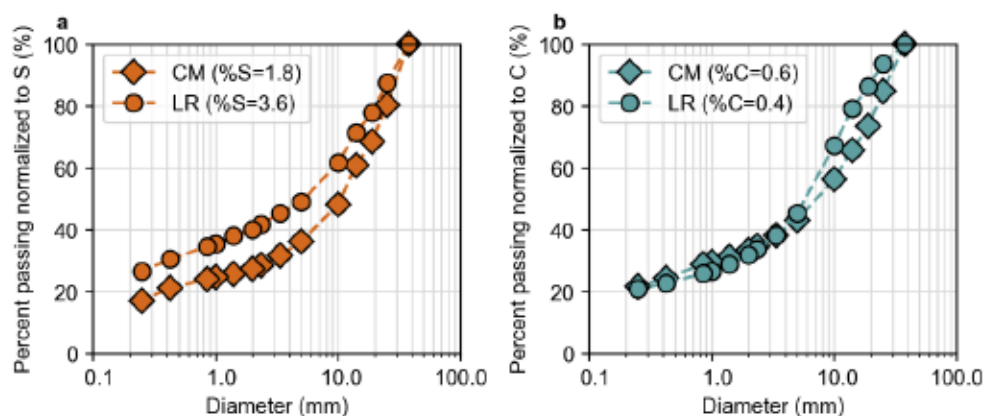 a
Percent passing normalized to S (%)
100
80
60
40
20
0
CM (%S=1.8)
LR (%S=3.6)
0.1
1.0
10.0
100.0
Diameter (mm)
b
Percent passing normalized to C (%)
100
80
60
40
20
0
CM (%C=0.6)
LR (%C=0.4)
0.1
1.0
10.0
100.0
Diameter (mm)